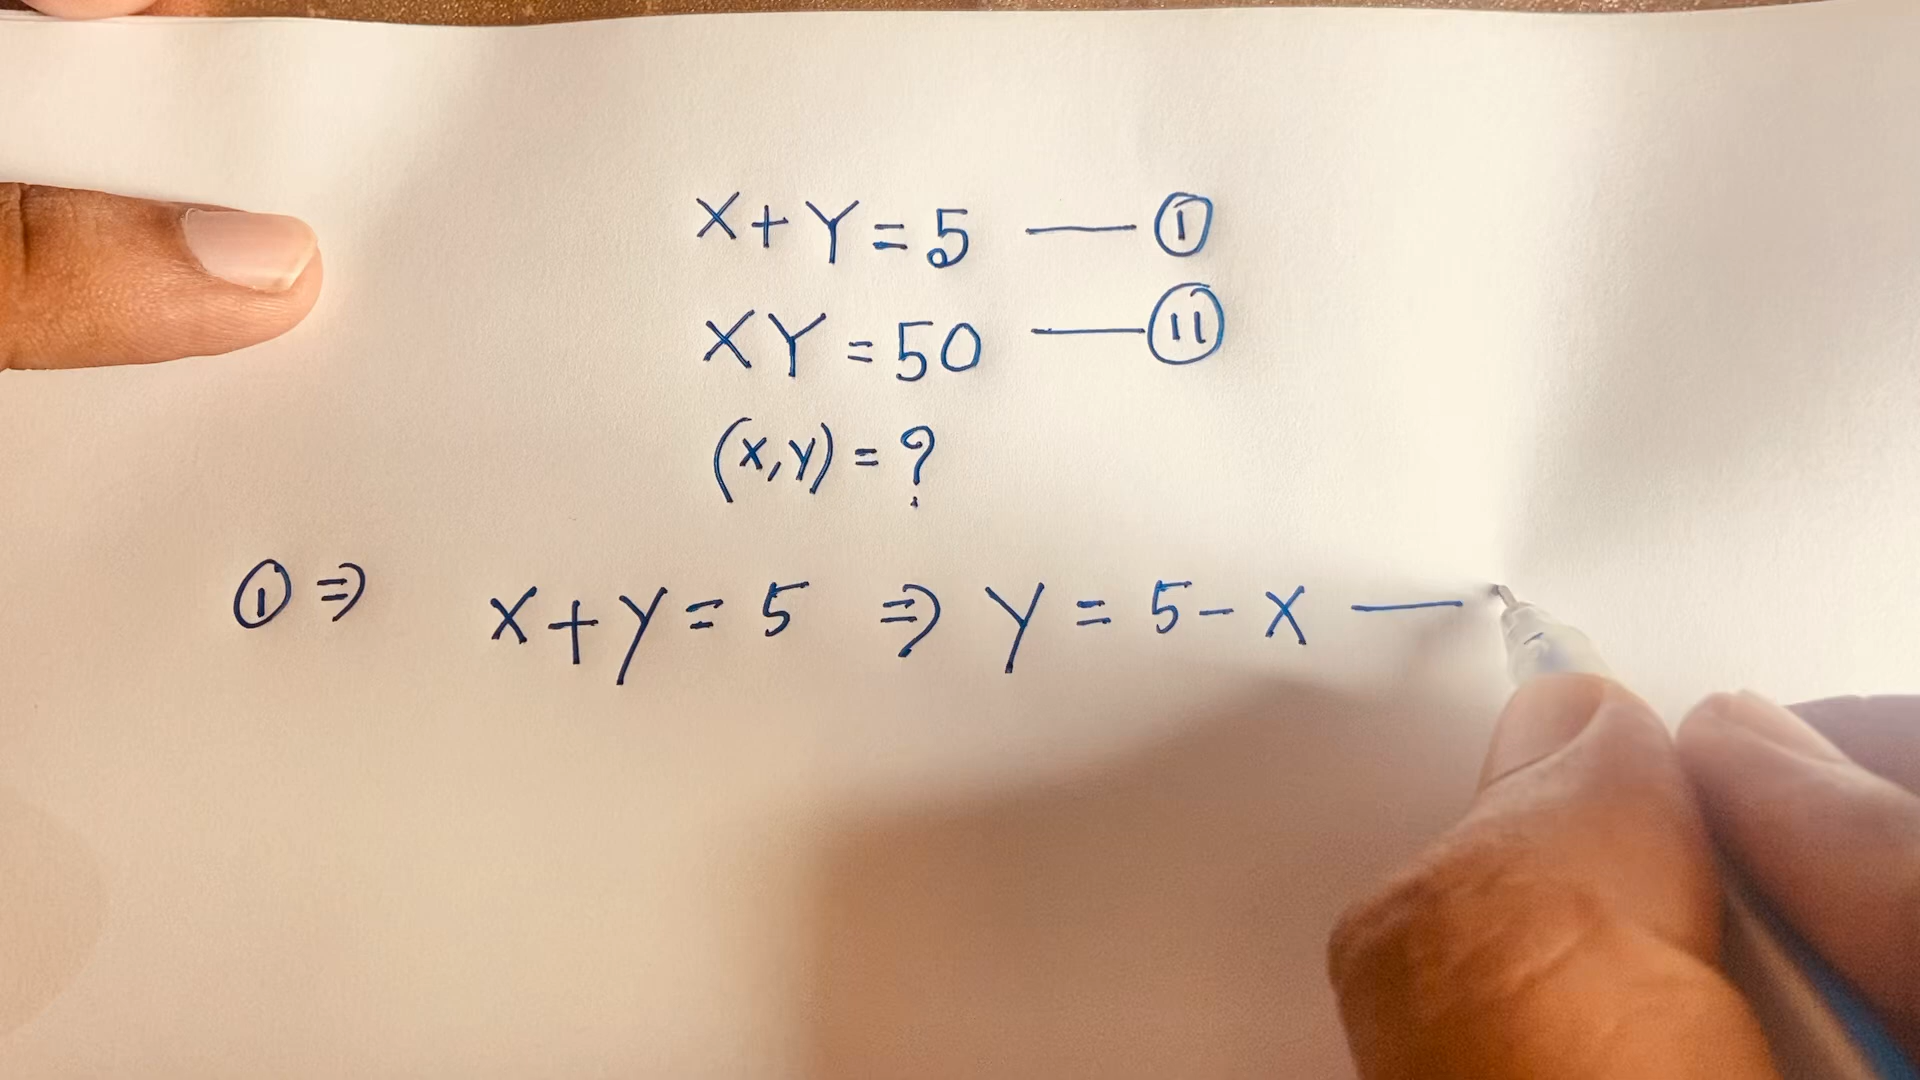 X+Y=5 — ①
XY=50 — ⑪
(x,y)=?
① ⇒ x+y=5 ⇒ y=5-x —